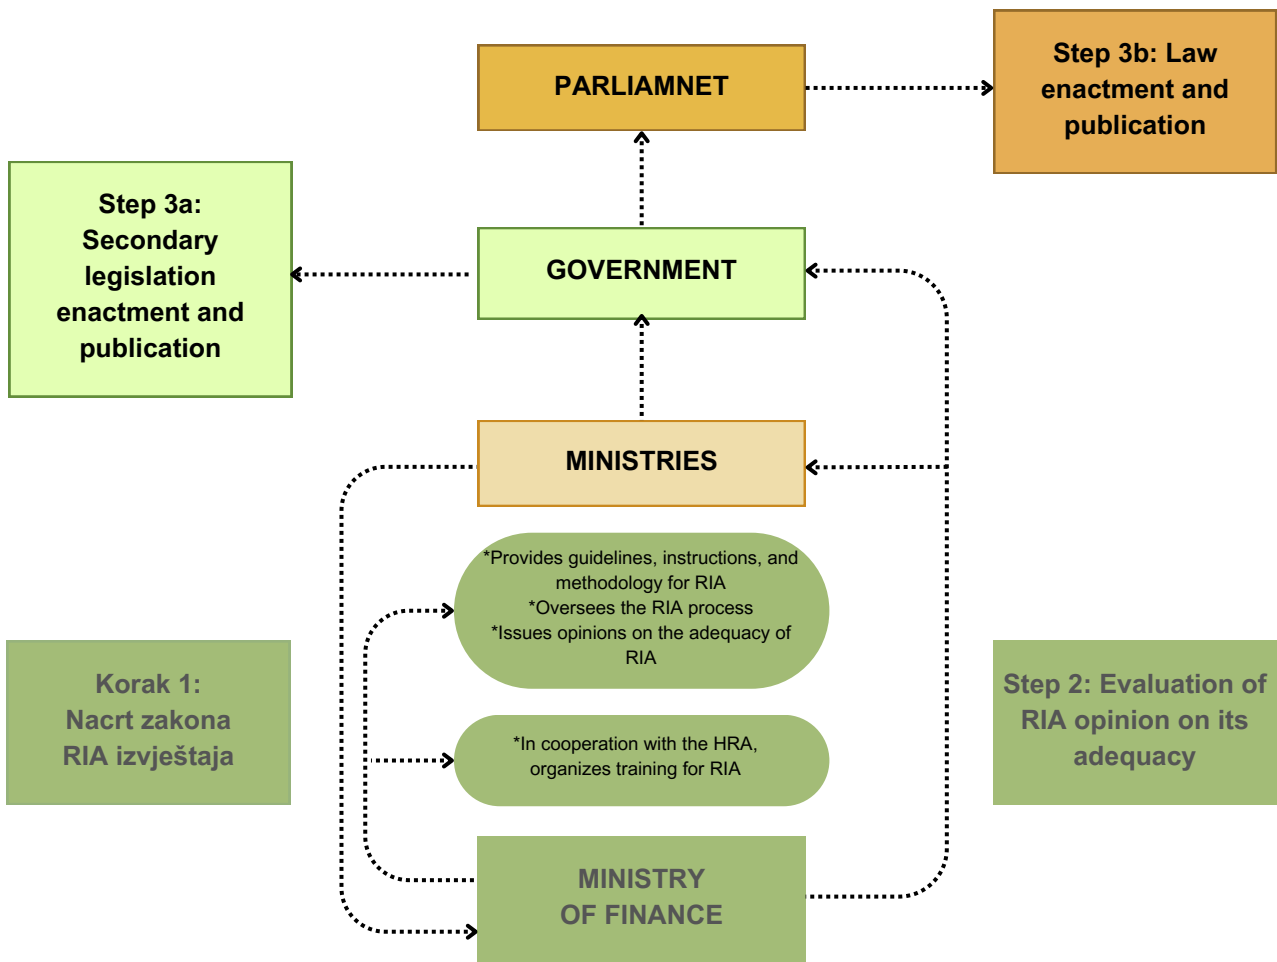 PARLIAMNET
Step 3b: Law
enactment and
publication
Step 3a:
Secondary
legislation
enactment and
publication
GOVERNMENT
MINISTRIES
*Provides guidelines, instructions, and
methodology for RIA
*Oversees the RIA process
*Issues opinions on the adequacy of
RIA
Korak 1:
Nacrt zakona
RIA izvještaja
Step 2: Evaluation of
RIA opinion on its
adequacy
*In cooperation with the HRA,
organizes training for RIA
MINISTRY
OF FINANCE